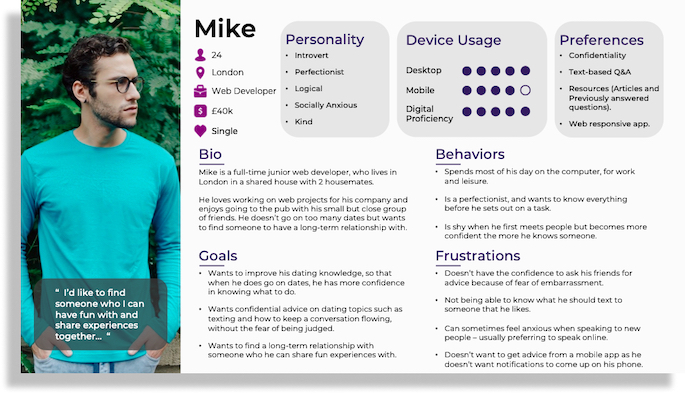 Mike
24
London
Web Developer
£40k
Single
Personality
• Introvert
• Perfectionist
• Logical
• Socially Anxious
• Kind
Device Usage
Desktop
Mobile
Digital
Proficiency
Preferences
• Confidentiality
• Text-based Q&A
• Resources (Articles and
Previously answered
questions).
• Web responsive app.
Bio
Mike is a full-time junior web developer, who lives in
London in a shared house with 2 housemates.
He loves working on web projects for his company and
enjoys going to the pub with his small but close group
of friends. He doesn't go on too many dates but wants
to find someone to have a long-term relationship with.
Behaviors
• Spends most of his day on the computer, for work
and leisure.
• Is a perfectionist, and wants to know everything
before he sets out on a task.
• Is shy when he first meets people but becomes more
confident the more he knows someone.
Goals
• Wants to improve his dating knowledge, so that
when he does go on dates, he has more confidence
in knowing what to do.
• Wants confidential advice on dating topics such as
texting and how to keep a conversation flowing,
without the fear of being judged.
• Wants to find a long-term relationship with
someone who he can share fun experiences with.
Frustrations
• Doesn't have the confidence to ask his friends for
advice because of fear of embarrassment.
• Not being able to know what he should text to
someone that he likes.
• Can sometimes feel anxious when speaking to new
people – usually preferring to speak online.
• Doesn't want to get advice from a mobile app as he
doesn't want notifications to come up on his phone.
" I'd like to find
someone who I can
have fun with and
share experiences
together... "